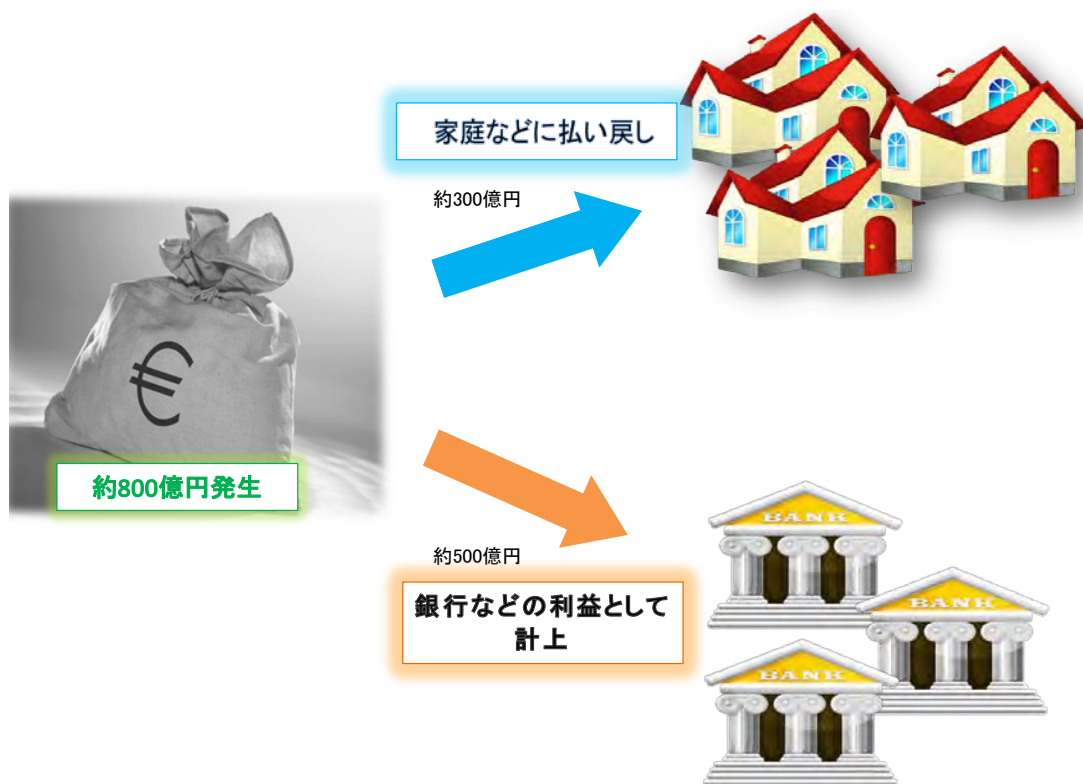 家庭などに払い戻し
約300億円
€
約800億円発生
約500億円
銀行などの利益として
計上
BANK
BANK
BANK